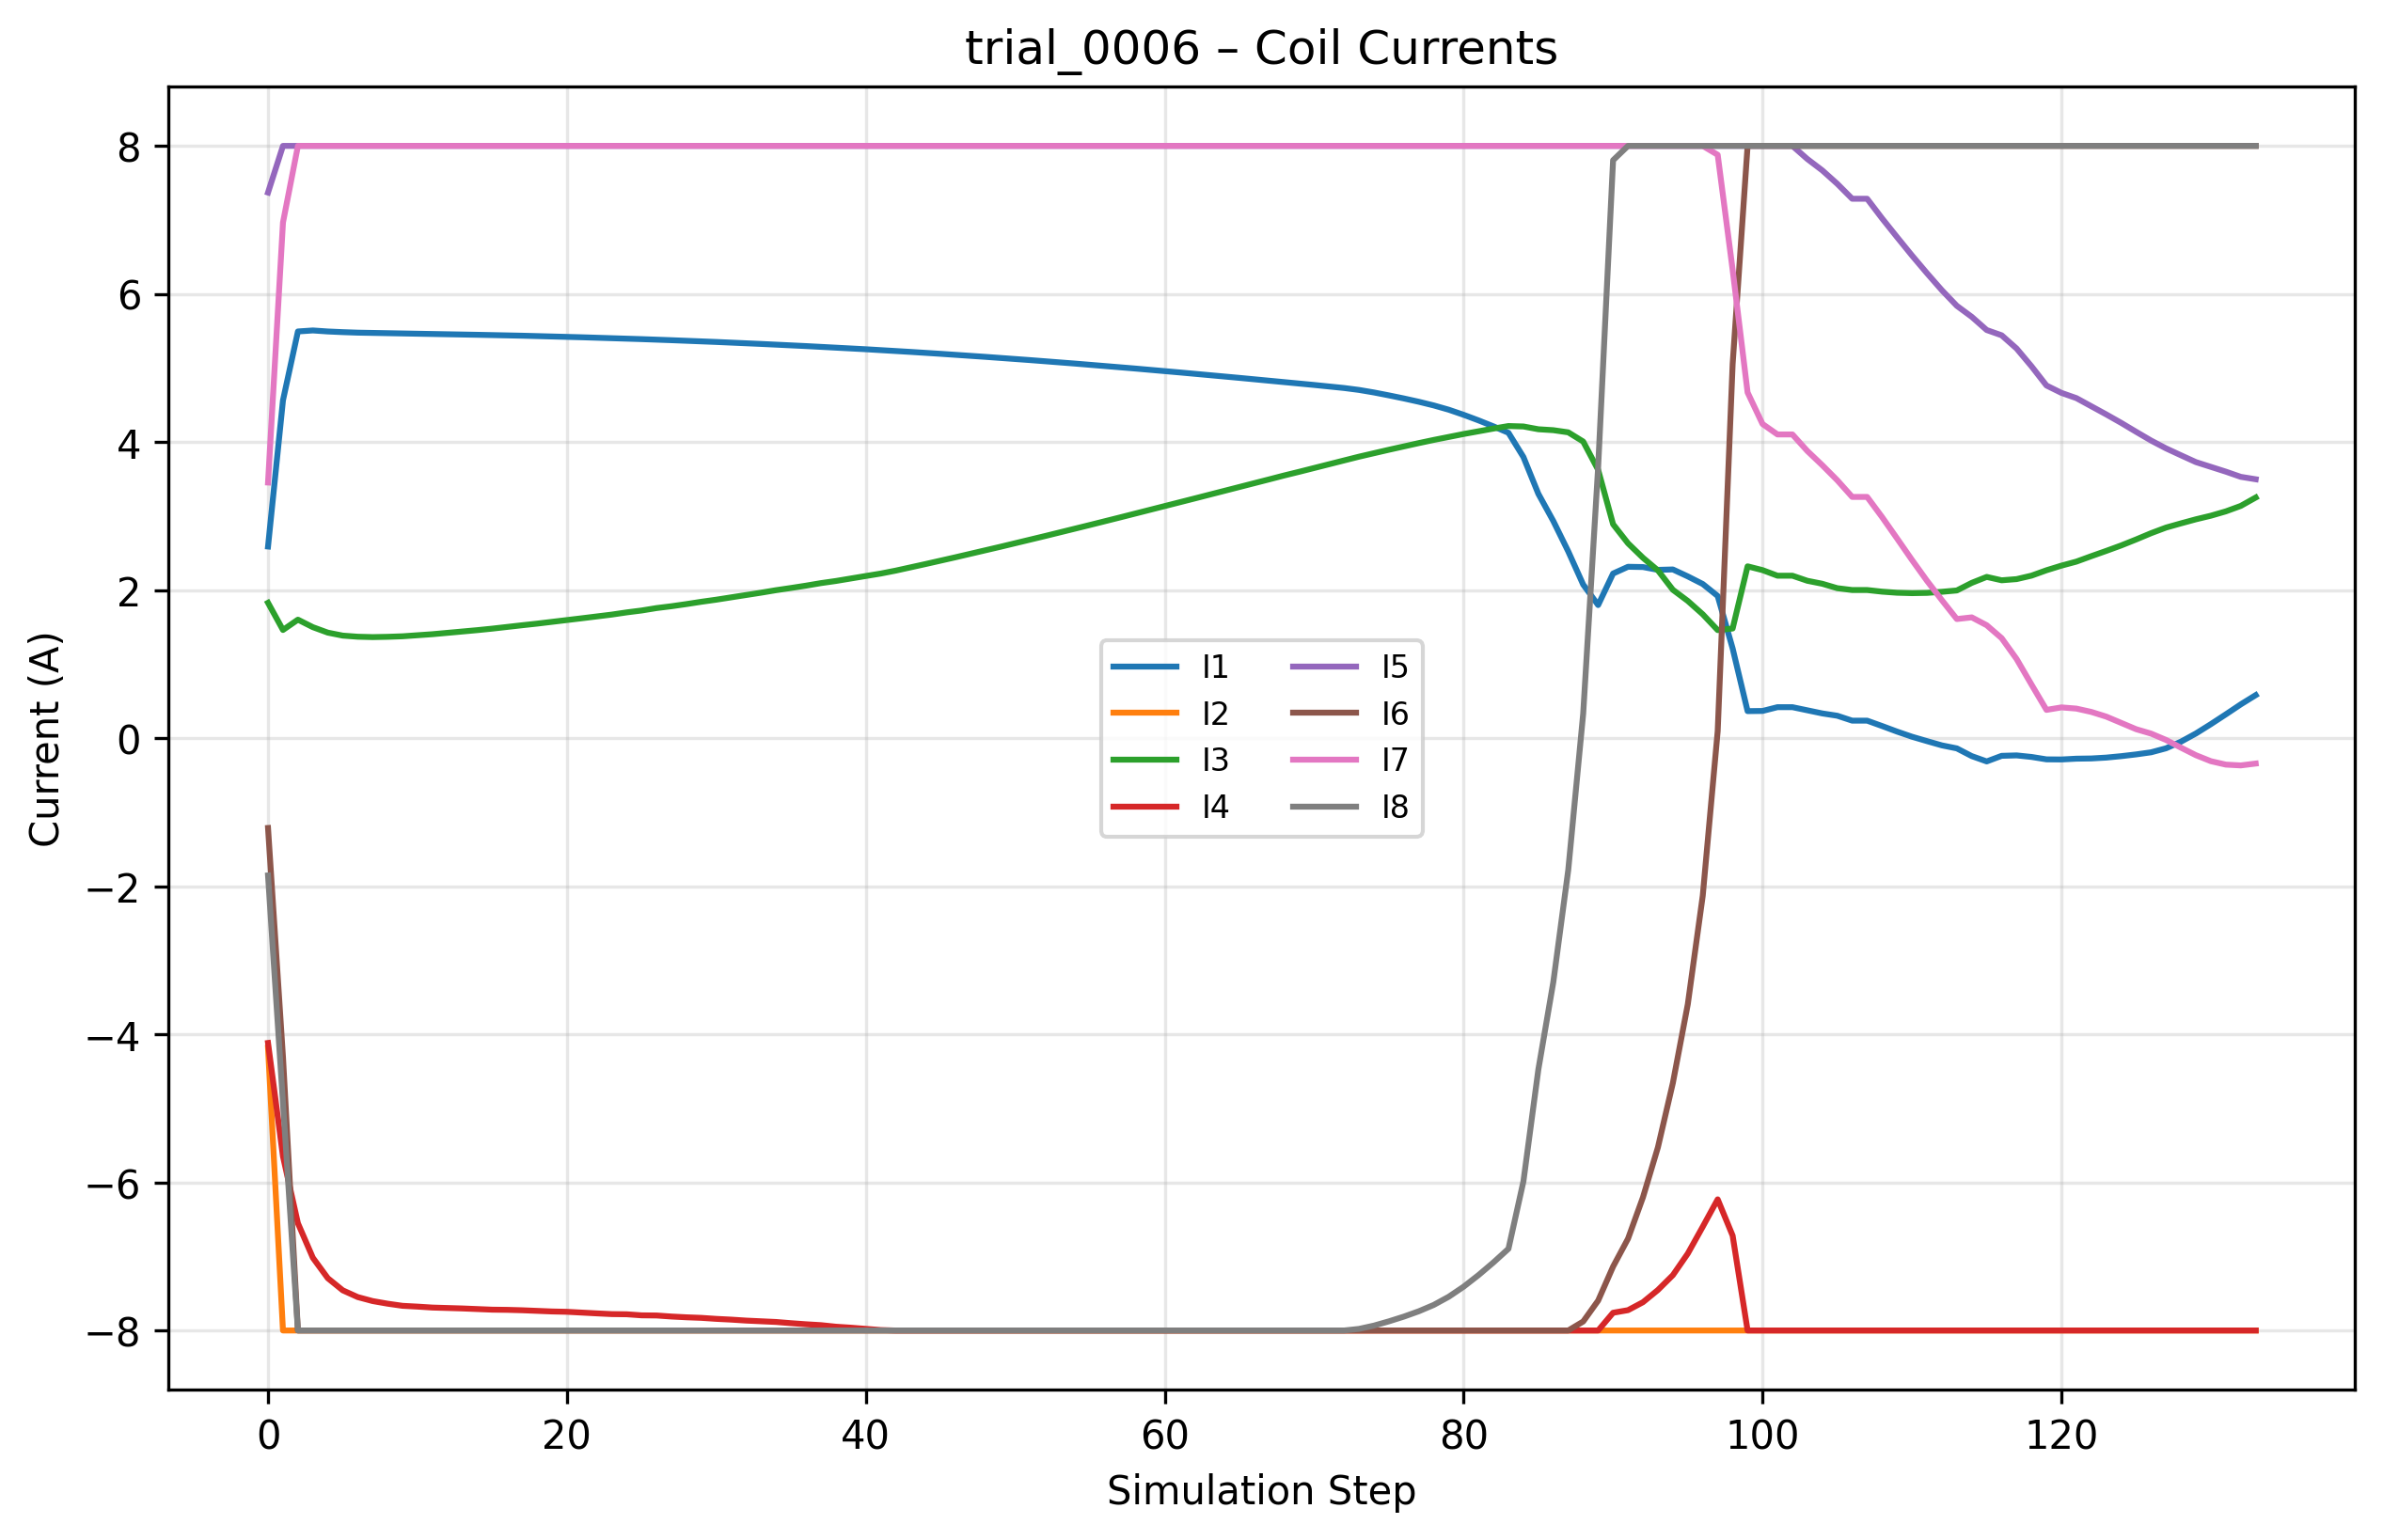 trial_0006 – Coil Currents
Current (A)
8
6
4
2
0
−2
−4
−6
−8
I1
I2
I3
I4
I5
I6
I7
I8
0 20 40 60 80 100 120
Simulation Step